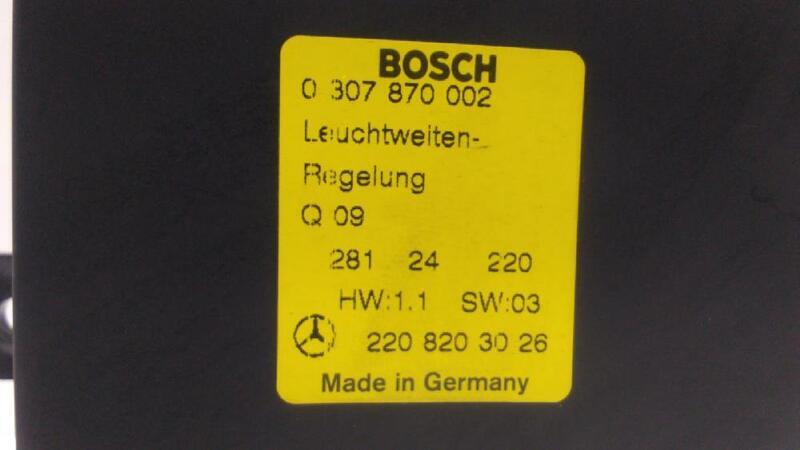 BOSCH
0 307 870 002
Leuchtweiten-
Regelung
Q 09
281 24 220
HW:1.1 SW:03
220 820 30 26
Made in Germany